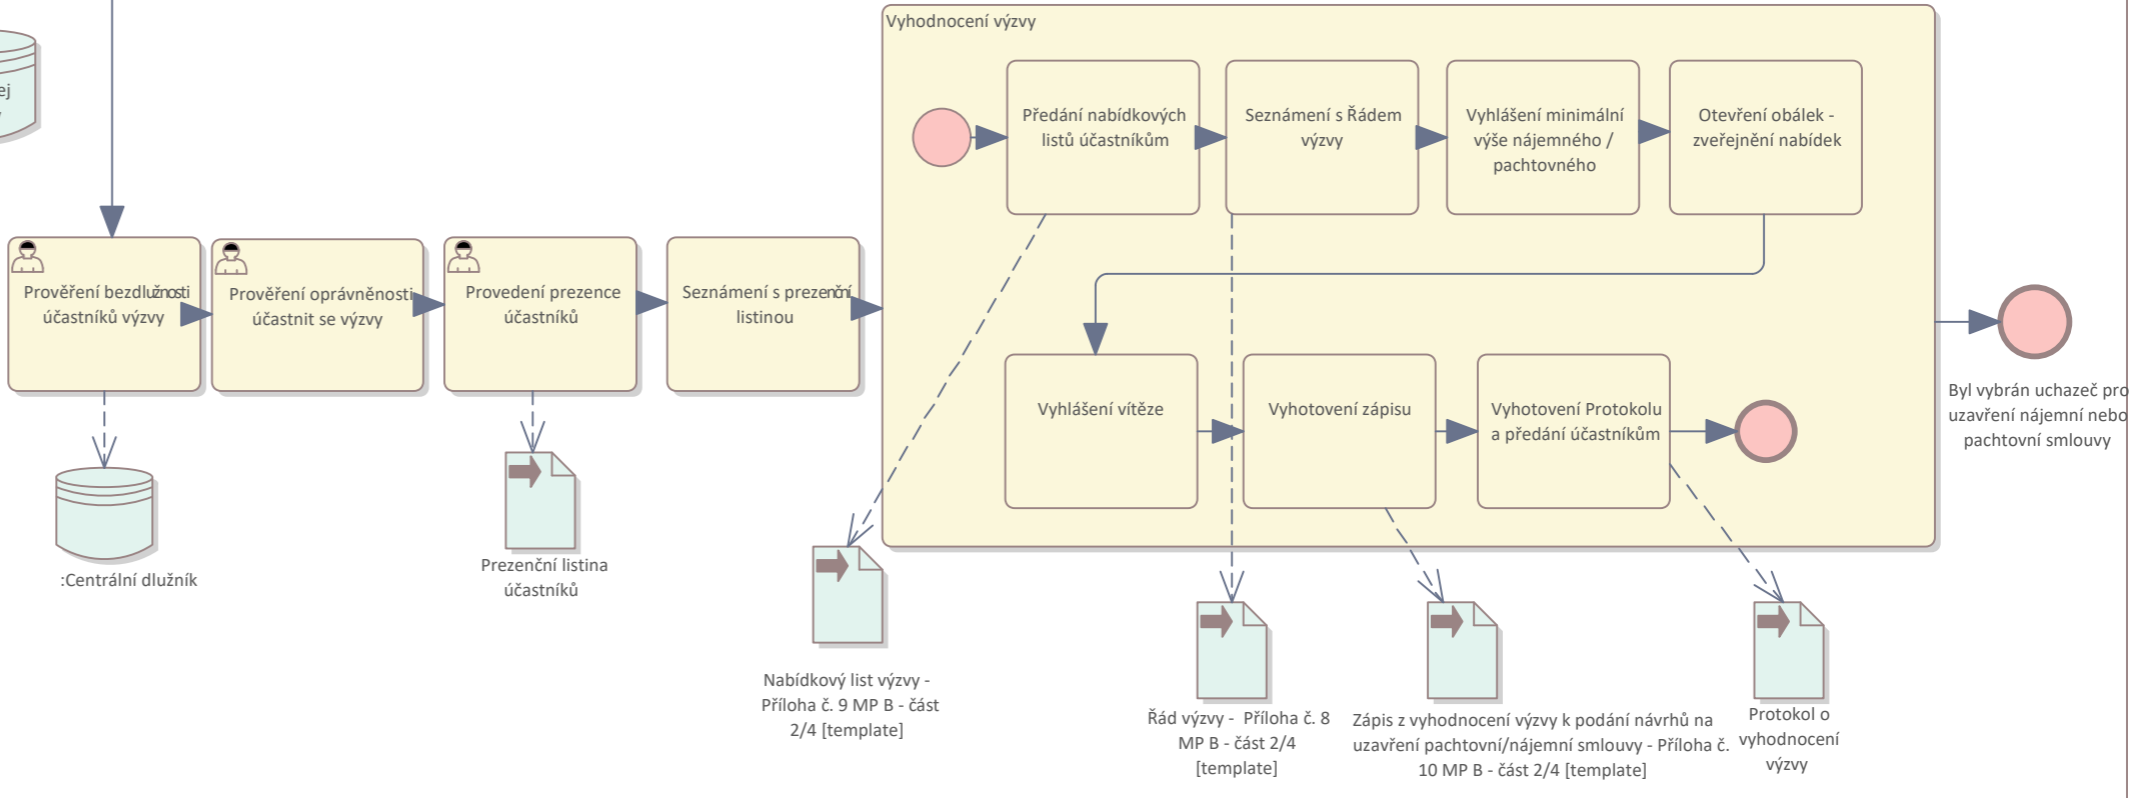 Vyhodnocení výzvy
Předání nabídkových
listů účastníkům
Seznámení s Řádem
výzvy
Vyhlášení minimální
výše nájemného /
pachtovného
Otevření obálek -
zveřejnění nabídek
ej
Prověření bezdlužnosti
účastníků výzvy
Prověření oprávněnosti
účastnit se výzvy
Provedení prezence
účastníků
Seznámení s prezenční
listinou
Vyhlášení vítěze
Vyhotovení zápisu
Vyhotovení Protokolu
a předání účastníkům
Byl vybrán uchazeč pro
uzavření nájemní nebo
pachtovní smlouvy
:Centrální dlužník
Prezenční listina
účastníků
Nabídkový list výzvy -
Příloha č. 9 MP B - část
2/4 [template]
Řád výzvy - Příloha č. 8
MP B - část 2/4
[template]
Zápis z vyhodnocení výzvy k podání návrhů na
uzavření pachtovní/nájemní smlouvy - Příloha č.
10 MP B - část 2/4 [template]
Protokol o
vyhodnocení
výzvy